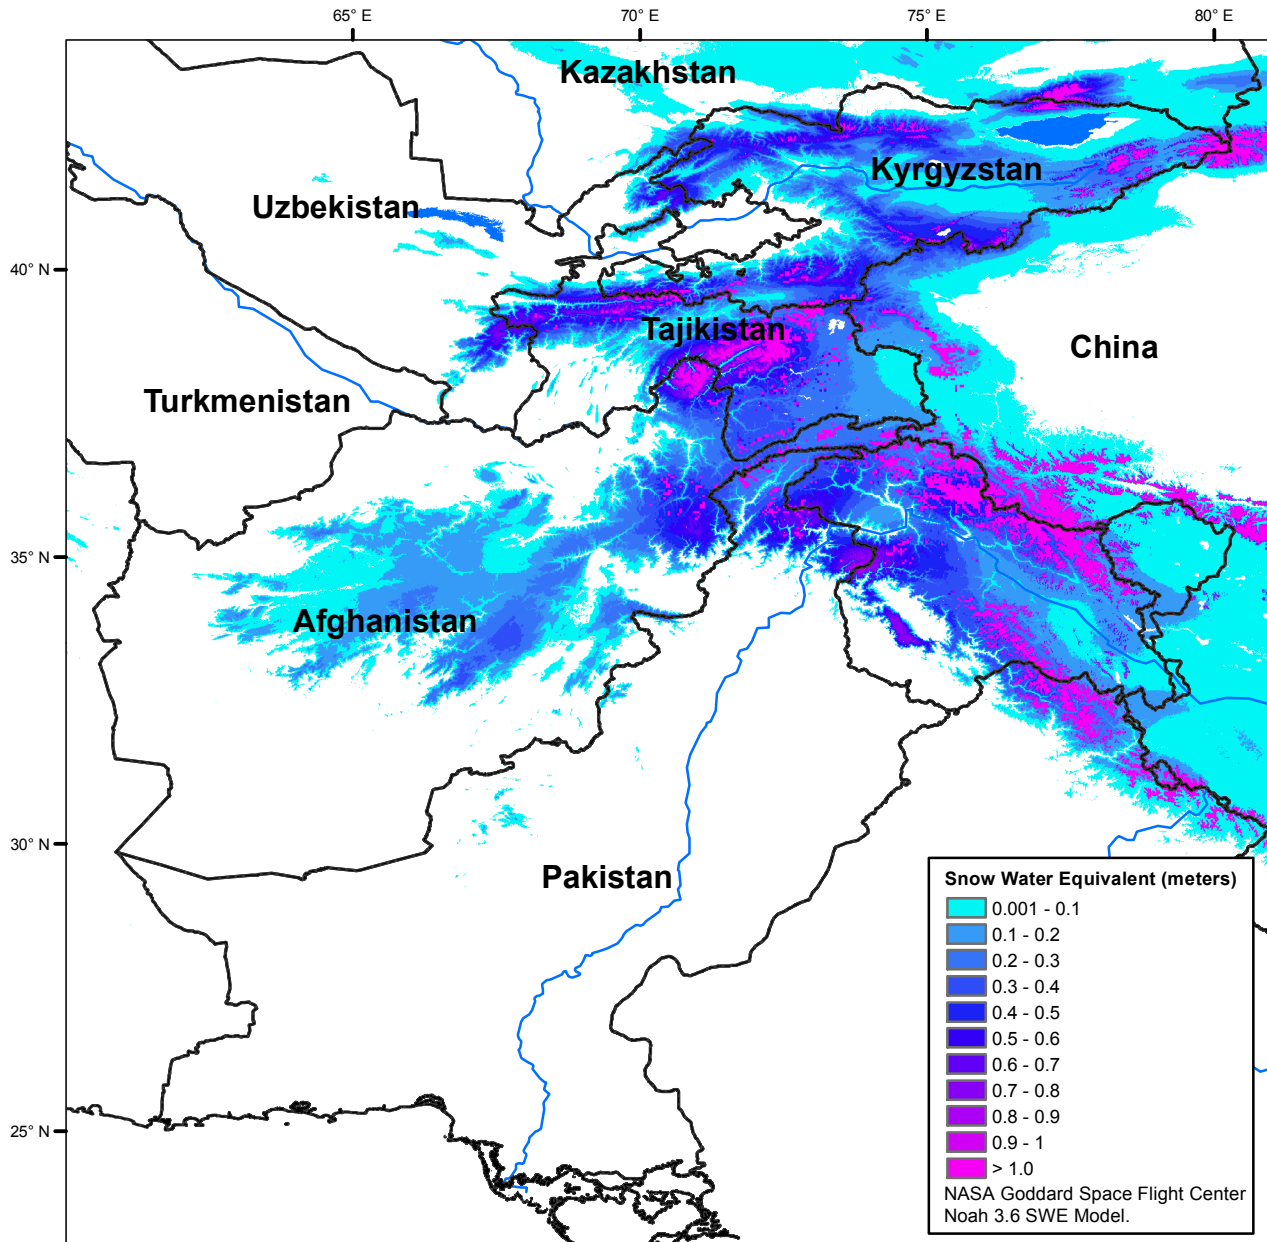 65° E
70° E
75° E
80° E
Kazakhstan
Kyrgyzstan
Uzbekistan
40° N
Tajikistan
China
Turkmenistan
35° N
Afghanistan
30° N
Pakistan
25° N
Snow Water Equivalent (meters)
0.001 - 0.1
0.1 - 0.2
0.2 - 0.3
0.3 - 0.4
0.4 - 0.5
0.5 - 0.6
0.6 - 0.7
0.7 - 0.8
0.8 - 0.9
0.9 - 1
> 1.0
NASA Goddard Space Flight Center
Noah 3.6 SWE Model.